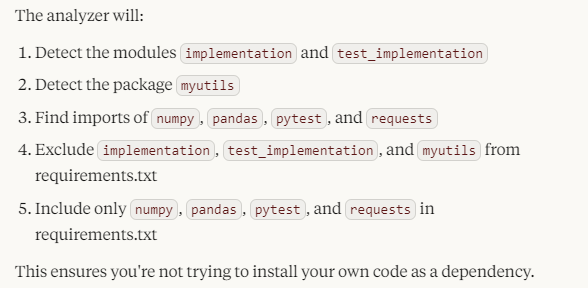 The analyzer will:
1. Detect the modules implementation and test_implementation
2. Detect the package myutils
3. Find imports of numpy, pandas, pytest, and requests
4. Exclude implementation, test_implementation, and myutils from
requirements.txt
5. Include only numpy, pandas, pytest, and requests in
requirements.txt
This ensures you're not trying to install your own code as a dependency.